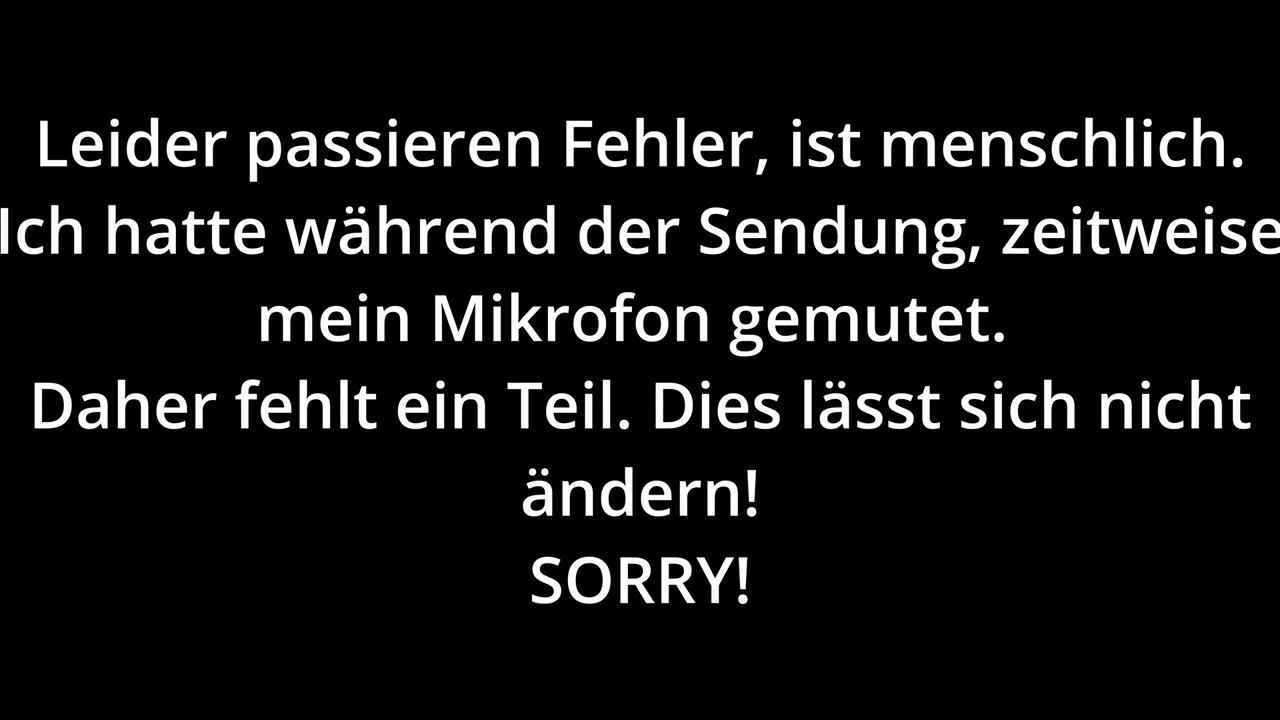 Leider passieren Fehler, ist menschlich.
Ich hatte während der Sendung, zeitweise
mein Mikrofon gemutet.
Daher fehlt ein Teil. Dies lässt sich nicht
ändern!
SORRY!